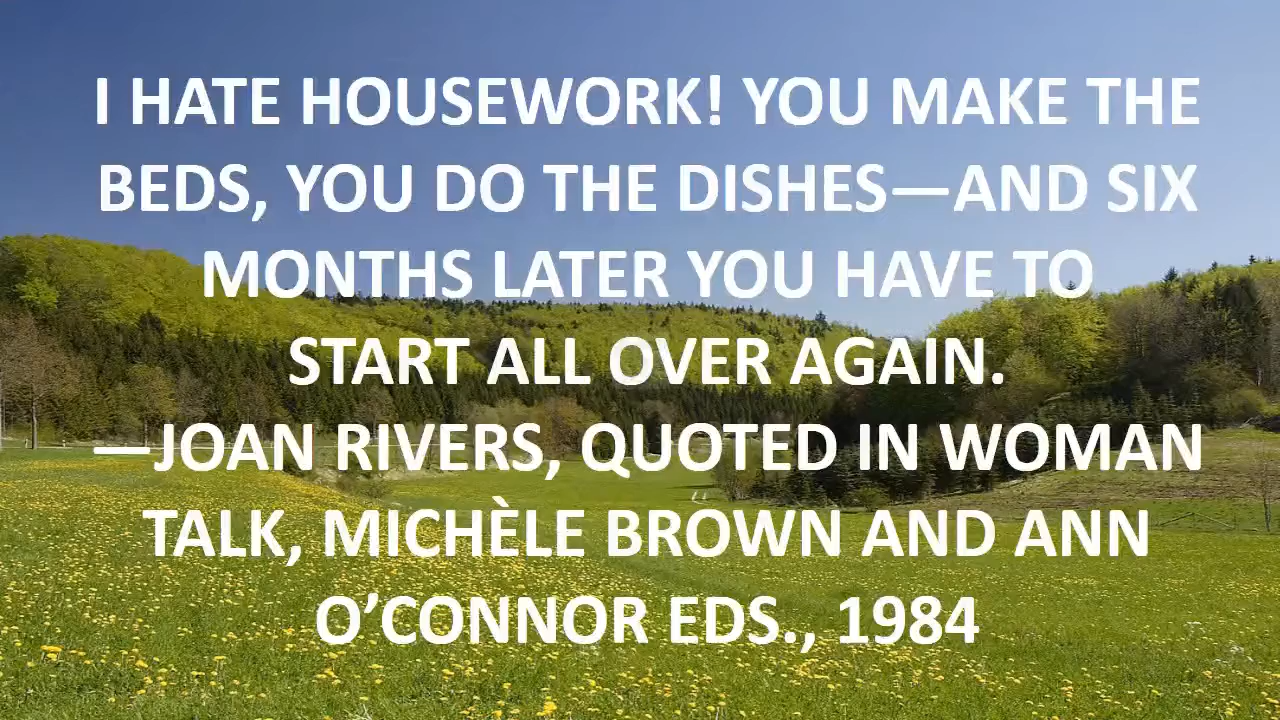 I HATE HOUSEWORK! YOU MAKE THE
BEDS, YOU DO THE DISHES—AND SIX
MONTHS LATER YOU HAVE TO
START ALL OVER AGAIN.
—JOAN RIVERS, QUOTED IN WOMAN
TALK, MICHÈLE BROWN AND ANN
O’CONNOR EDS., 1984